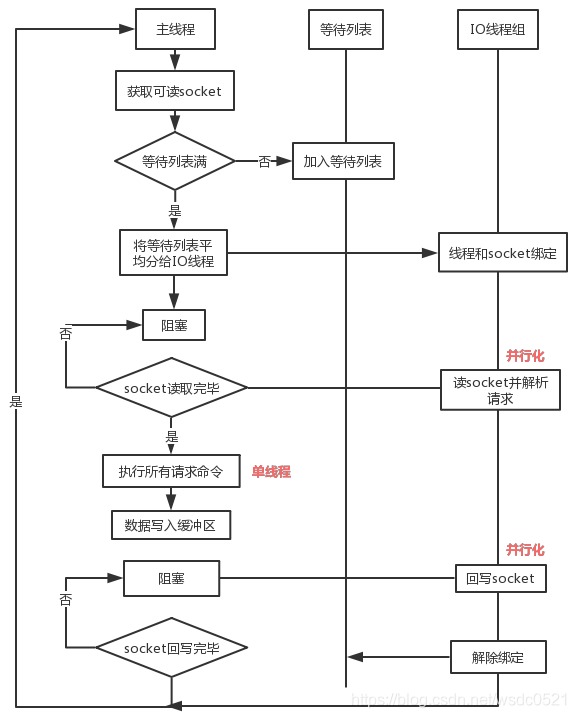 主线程
等待列表
IO线程组
获取可读socket
等待列表满
否
加入等待列表
是
将等待列表平
均分给IO线程
线程和socket绑定
阻塞
否
并行化
socket读取完毕
读socket并解析
请求
是
是
执行所有请求命令
单线程
数据写入缓冲区
并行化
阻塞
回写socket
否
socket回写完毕
解除绑定
https://blog.csdn.net/wsdc0521